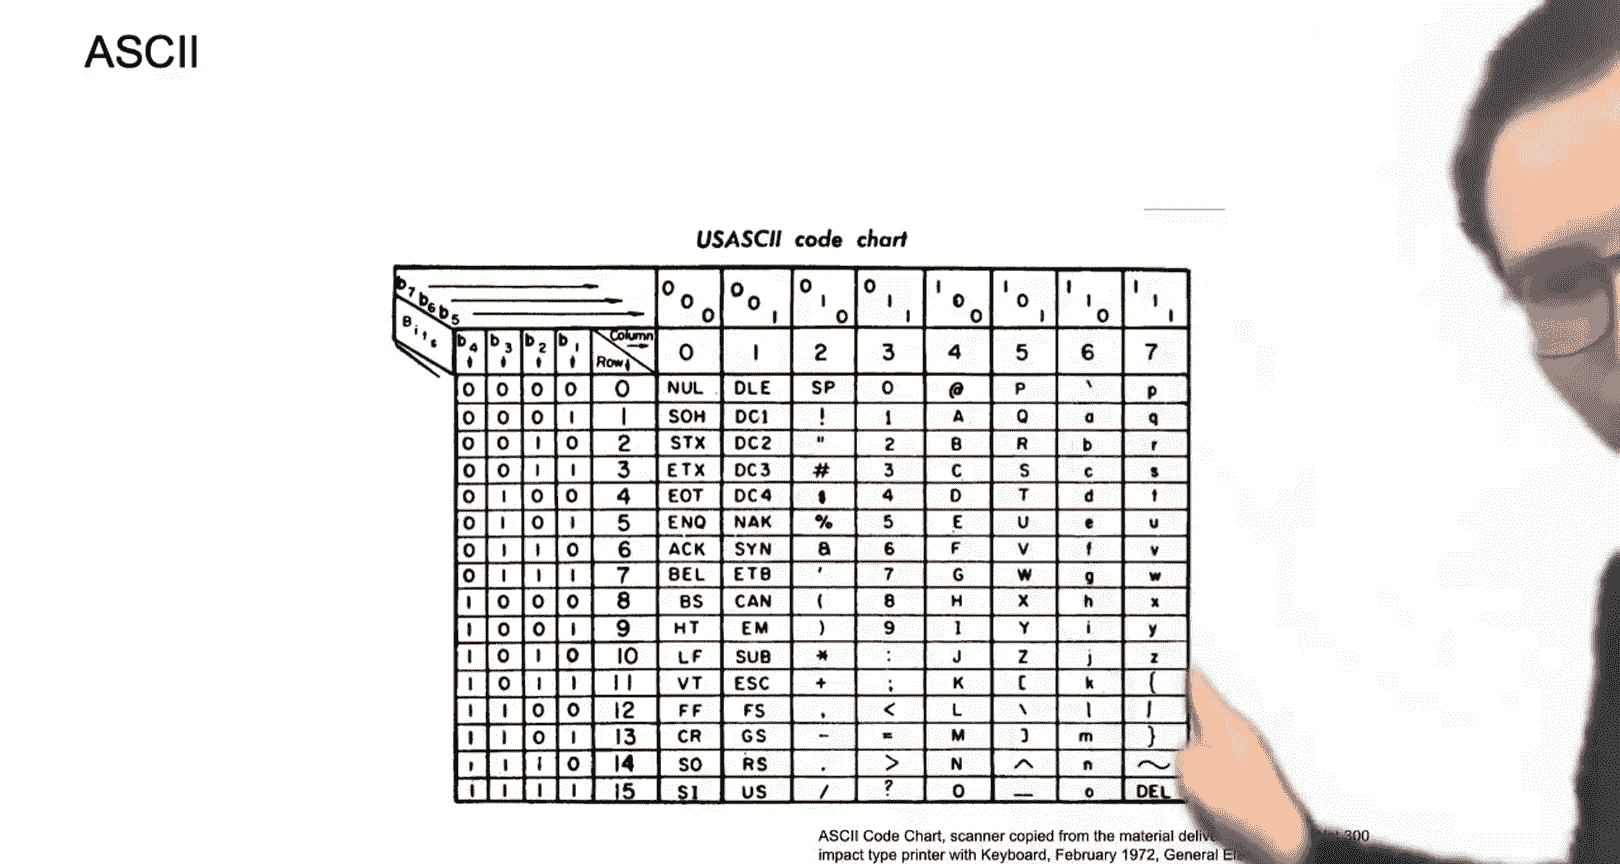 ASCII
USASCII code chart
b7 b6 b5 0 0 0 0 0 1 0 1 0 0 1 1 1 0 0 1 0 1 1 1 0 1 1 1
Bits b4 b3 b2 b1 Column Row 0 1 2 3 4 5 6 7
0 0 0 0 0 NUL DLE SP 0 @ P ` p
0 0 0 1 1 SOH DC1 ! 1 A Q a q
0 0 1 0 2 STX DC2 " 2 B R b r
0 0 1 1 3 ETX DC3 # 3 C S c s
0 1 0 0 4 EOT DC4 $ 4 D T d t
0 1 0 1 5 ENQ NAK % 5 E U e u
0 1 1 0 6 ACK SYN & 6 F V f v
0 1 1 1 7 BEL ETB ' 7 G W g w
1 0 0 0 8 BS CAN ( 8 H X h x
1 0 0 1 9 HT EM ) 9 I Y i y
1 0 1 0 10 LF SUB * : J Z j z
1 0 1 1 11 VT ESC + ; K [ k {
1 1 0 0 12 FF FS , < L \ l |
1 1 0 1 13 CR GS - = M ] m }
1 1 1 0 14 SO RS . > N ^ n ~
1 1 1 1 15 SI US / ? O _ o DEL
ASCII Code Chart, scanner copied from the material 300
impact type printer with Keyboard, February 1972, General